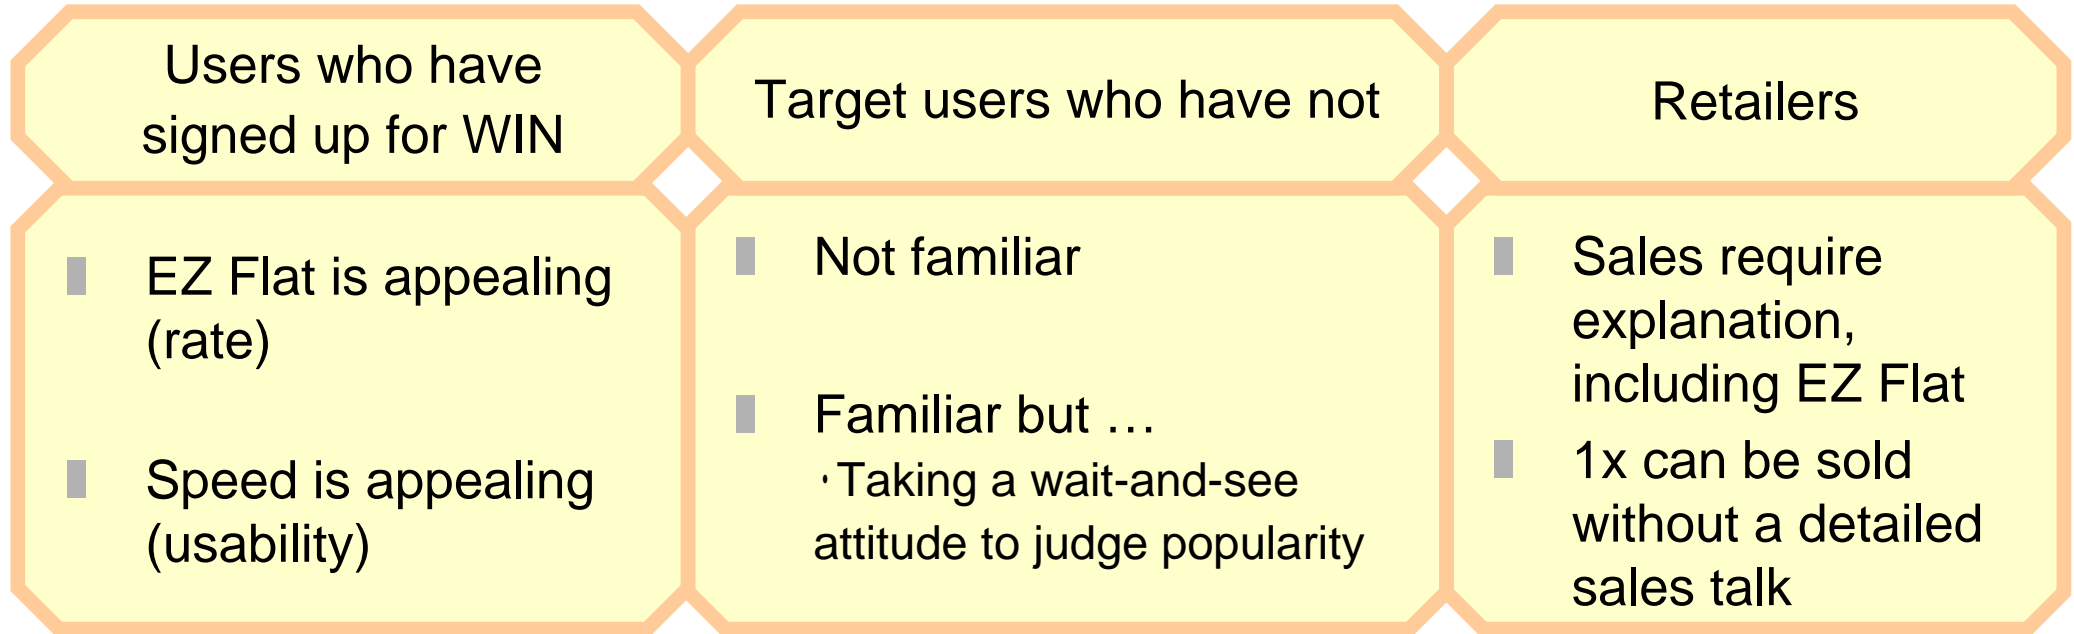 Users who have
signed up for WIN
Target users who have not
Retailers
EZ Flat is appealing
(rate)
Speed is appealing
(usability)
Not familiar
Familiar but …
・Taking a wait-and-see
attitude to judge popularity
Sales require
explanation,
including EZ Flat
1x can be sold
without a detailed
sales talk